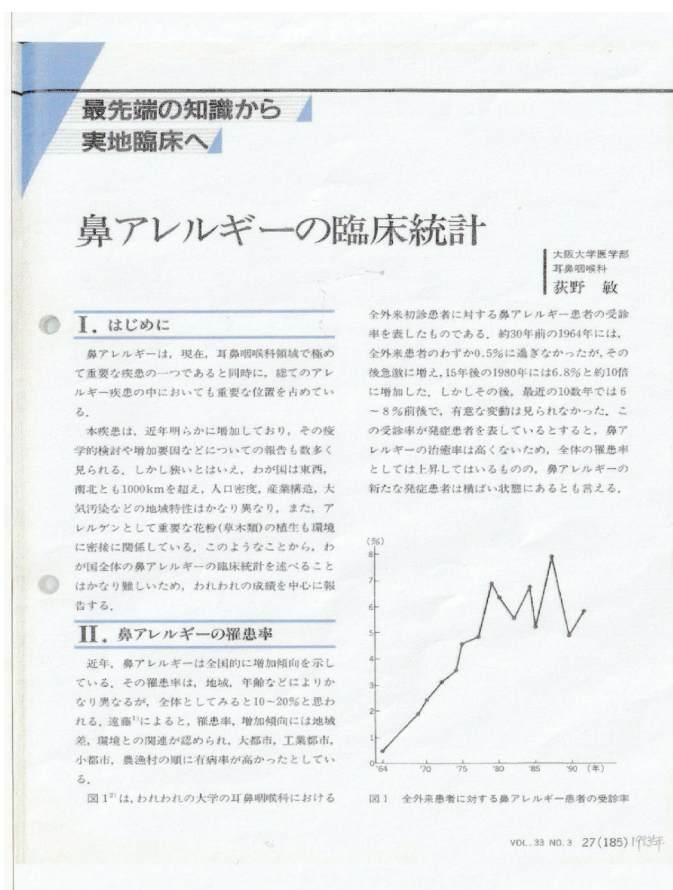 最先端の知識から
実地臨床へ
鼻アレルギーの臨床統計
大阪大学医学部
耳鼻咽喉科
荻野 敏
I. はじめに
鼻アレルギーは，現在，耳鼻咽喉科領域で極め
て重要な疾患の一つであると同時に，総てのアレ
ルギー疾患の中においても重要な位置を占めてい
る．
本疾患は，近年明らかに増加しており，その疫
学的検討や増加要因などについての報告も数多く
見られる．しかし狭いとはいえ，わが国は東西，
南北とも1000kmを超え，人口密度，産業構造，大
気汚染などの地域特性はかなり異なり，また，ア
レルゲンとして重要な花粉(草木類)の植生も環境
に密接に関係している．このようなことから，わ
が国全体の鼻アレルギーの臨床統計を述べること
はかなり難しいため，われわれの成績を中心に報
告する．
II. 鼻アレルギーの罹患率
近年，鼻アレルギーは全国的に増加傾向を示し
ている．その罹患率は，地域，年齢などによりか
なり異なるが，全体としてみると10～20%と思わ
れる．遠藤1)によると，罹患率，増加傾向には地域
差，環境との関連が認められ，大都市，工業都市，
小都市，農漁村の順に有病率が高かったとしてい
る．
図1 2)は，われわれの大学の耳鼻咽喉科における
全外来初診患者に対する鼻アレルギー患者の受診
率を表したものである．約30年前の1964年には，
全外来患者のわずか0.5%に過ぎなかったが，その
後急激に増え，15年後の1980年には6.8%と約10倍
に増加した．しかしその後，最近の10数年では6
～8%前後で，有意な変動は見られなかった．こ
の受診率が発症患者を表しているとすると，鼻ア
レルギーの治癒率は高くないため，全体の罹患率
としては上昇してはいるものの，鼻アレルギーの
新たな発症患者は横ばい状態にあるとも言える．
(%)
8
7
6
5
4
3
2
1
0
'64 '70 '75 '80 '85 '90 (年)
図1 全外来患者に対する鼻アレルギー患者の受診率
VOL. 33 NO. 3 27(185) 1993年